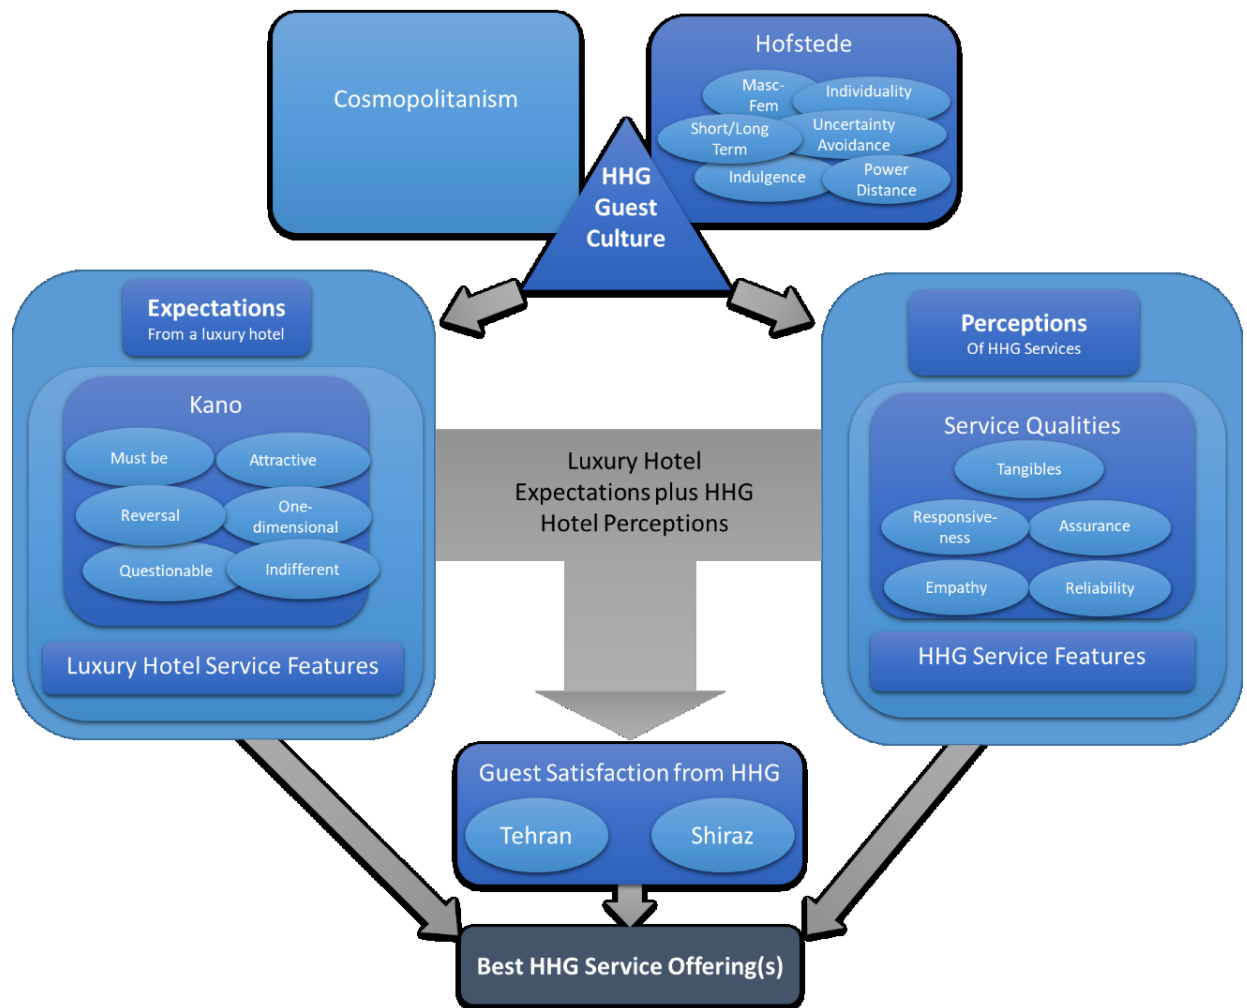 Cosmopolitanism
Hofstede
Masc-
Fem
Individuality
Short/Long
Term
Uncertainty
Avoidance
Indulgence
Power
Distance
HHG
Guest
Culture
Expectations
From a luxury hotel
Kano
Must be
Attractive
Reversal
One-
dimensional
Questionable
Indifferent
Luxury Hotel Service Features
Luxury Hotel
Expectations plus HHG
Hotel Perceptions
Perceptions
Of HHG Services
Service Qualities
Tangibles
Responsive-
ness
Assurance
Empathy
Reliability
HHG Service Features
Guest Satisfaction from HHG
Tehran
Shiraz
Best HHG Service Offering(s)